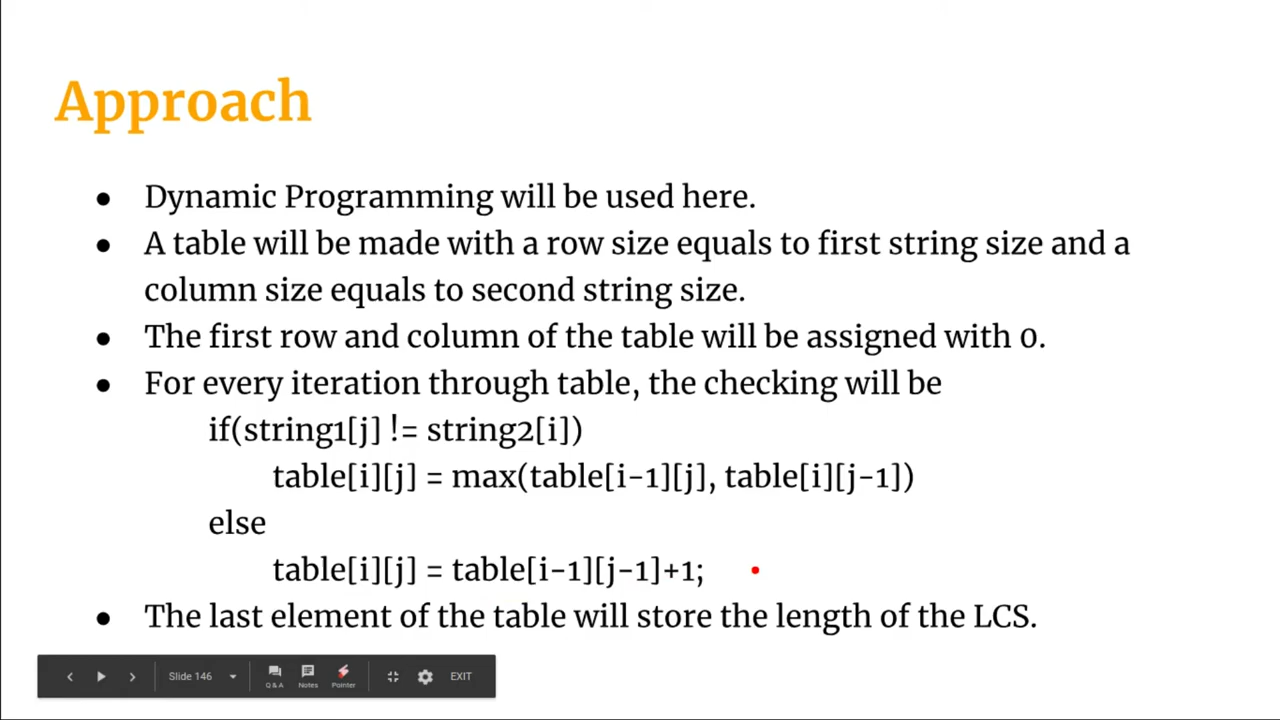 Approach
● Dynamic Programming will be used here.
● A table will be made with a row size equals to first string size and a
column size equals to second string size.
● The first row and column of the table will be assigned with 0.
● For every iteration through table, the checking will be
if(string1[j] != string2[i])
table[i][j] = max(table[i-1][j], table[i][j-1])
else
table[i][j] = table[i-1][j-1]+1;
● The last element of the table will store the length of the LCS.
Slide 146
Q & A
Notes
Pointer
EXIT